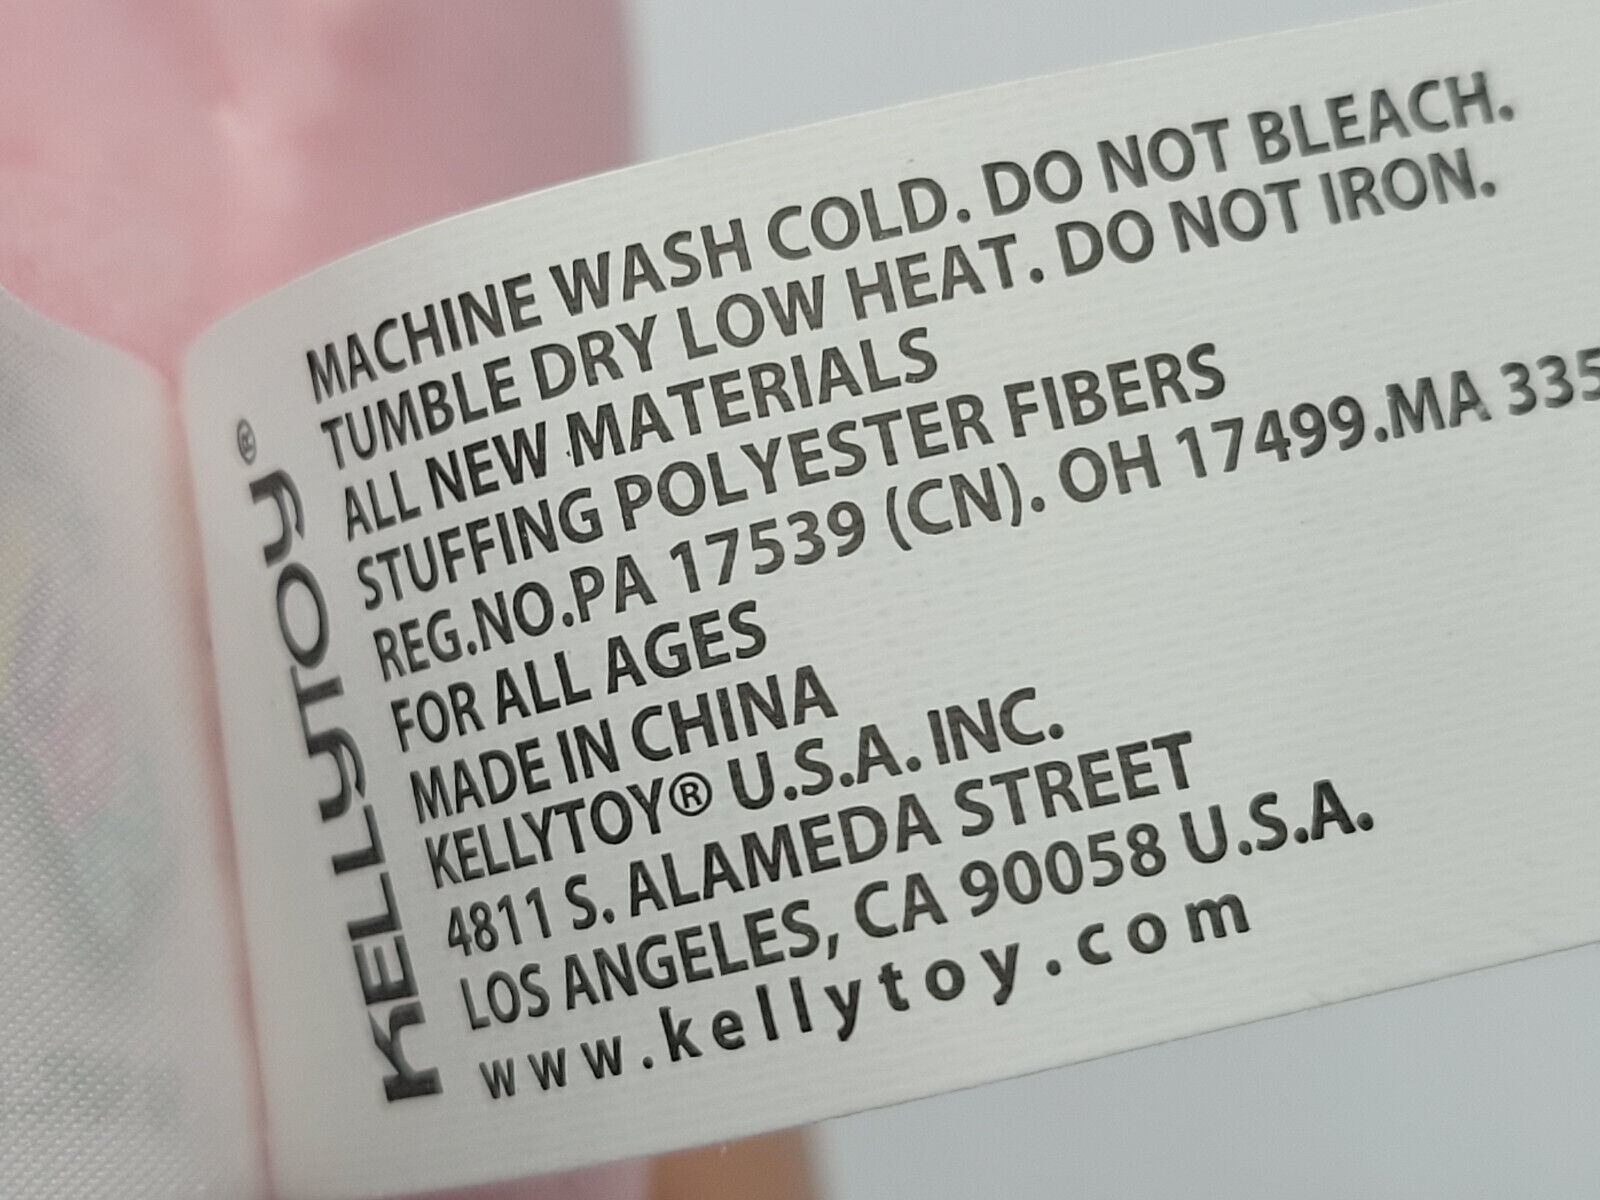 MACHINE WASH COLD. DO NOT BLEACH.
TUMBLE DRY LOW HEAT. DO NOT IRON.
ALL NEW MATERIALS
STUFFING POLYESTER FIBERS
REG.NO.PA 17539 (CN). OH 17499.MA 335
FOR ALL AGES
MADE IN CHINA
KELLYTOY® U.S.A. INC.
4811 S. ALAMEDA STREET
LOS ANGELES, CA 90058 U.S.A.
www.kellytoy.com
KELLYTOY®